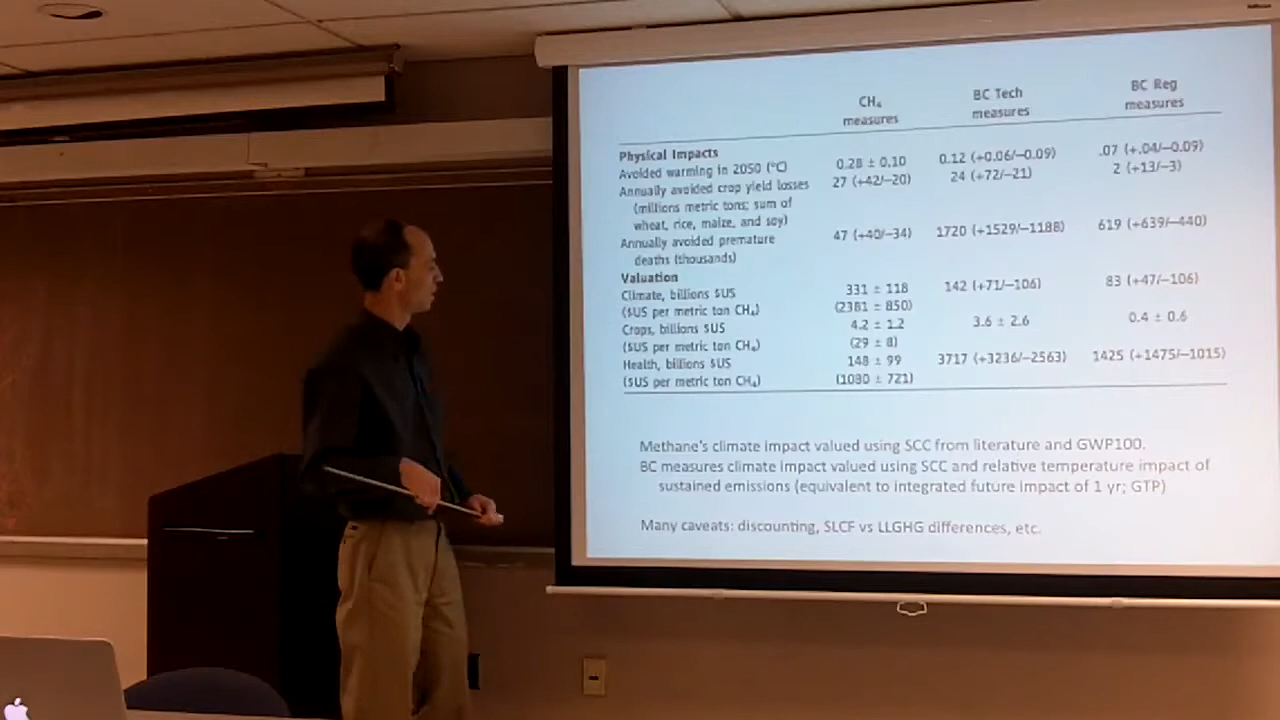 CH₄ measures BC Tech measures BC Reg measures
Physical Impacts
Avoided warming in 2050 (°C) 0.28 ± 0.10 0.12 (+0.06/−0.09) .07 (+.04/−0.09)
Annually avoided crop yield losses 27 (+42/−20) 24 (+72/−21) 2 (+13/−3)
(millions metric tons; sum of
wheat, rice, maize, and soy)
Annually avoided premature 47 (+40/−34) 1720 (+1529/−1188) 619 (+639/−440)
deaths (thousands)
Valuation
Climate, billions $US 331 ± 118 142 (+71/−106) 83 (+47/−106)
($US per metric ton CH₄) (2381 ± 850)
Crops, billions $US 4.2 ± 1.2 3.6 ± 2.6 0.4 ± 0.6
($US per metric ton CH₄) (29 ± 8)
Health, billions $US 148 ± 99 3717 (+3236/−2563) 1425 (+1475/−1015)
($US per metric ton CH₄) (1080 ± 721)
Methane's climate impact valued using SCC from literature and GWP100.
BC measures climate impact valued using SCC and relative temperature impact of
sustained emissions (equivalent to integrated future impact of 1 yr; GTP)
Many caveats: discounting, SLCF vs LLGHG differences, etc.